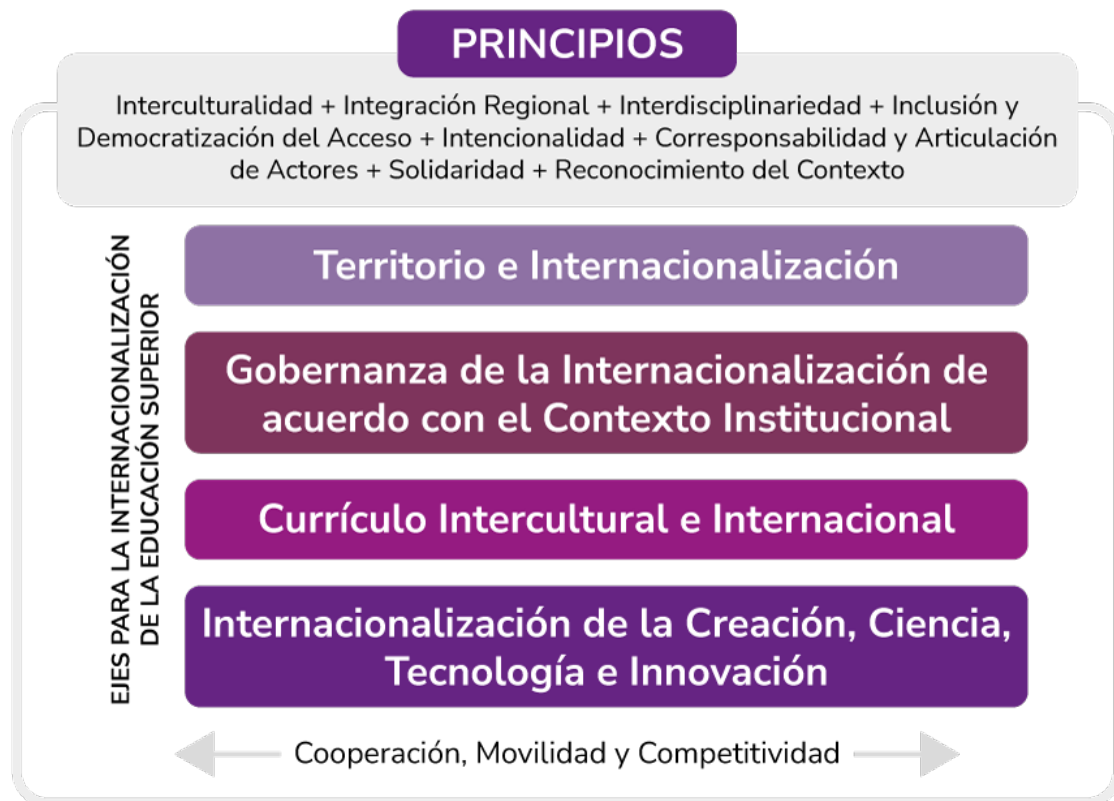 PRINCIPIOS
Interculturalidad + Integración Regional + Interdisciplinariedad + Inclusión y
Democratización del Acceso + Intencionalidad + Corresponsabilidad y Articulación
de Actores + Solidaridad + Reconocimiento del Contexto
EJES PARA LA INTERNACIONALIZACIÓN
DE LA EDUCACIÓN SUPERIOR
Territorio e Internacionalización
Gobernanza de la Internacionalización de
acuerdo con el Contexto Institucional
Currículo Intercultural e Internacional
Internacionalización de la Creación, Ciencia,
Tecnología e Innovación
Cooperación, Movilidad y Competitividad